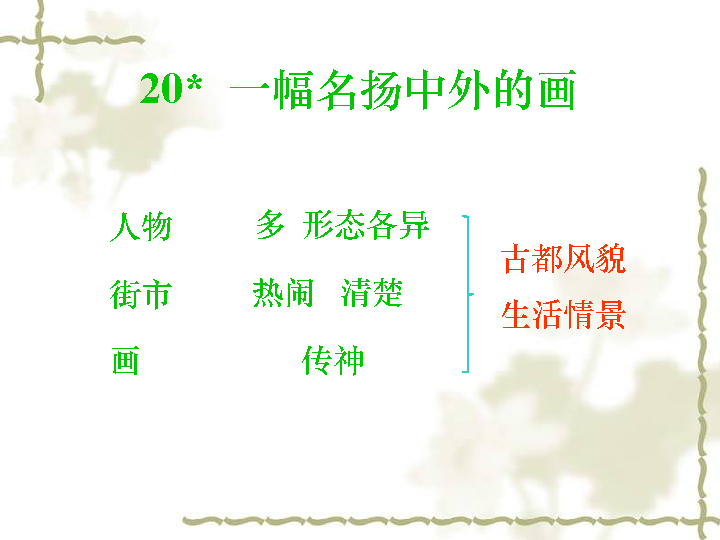 20* 一幅名扬中外的画
人物 多 形态各异
街市 热闹 清楚
画 传神
古都风貌
生活情景